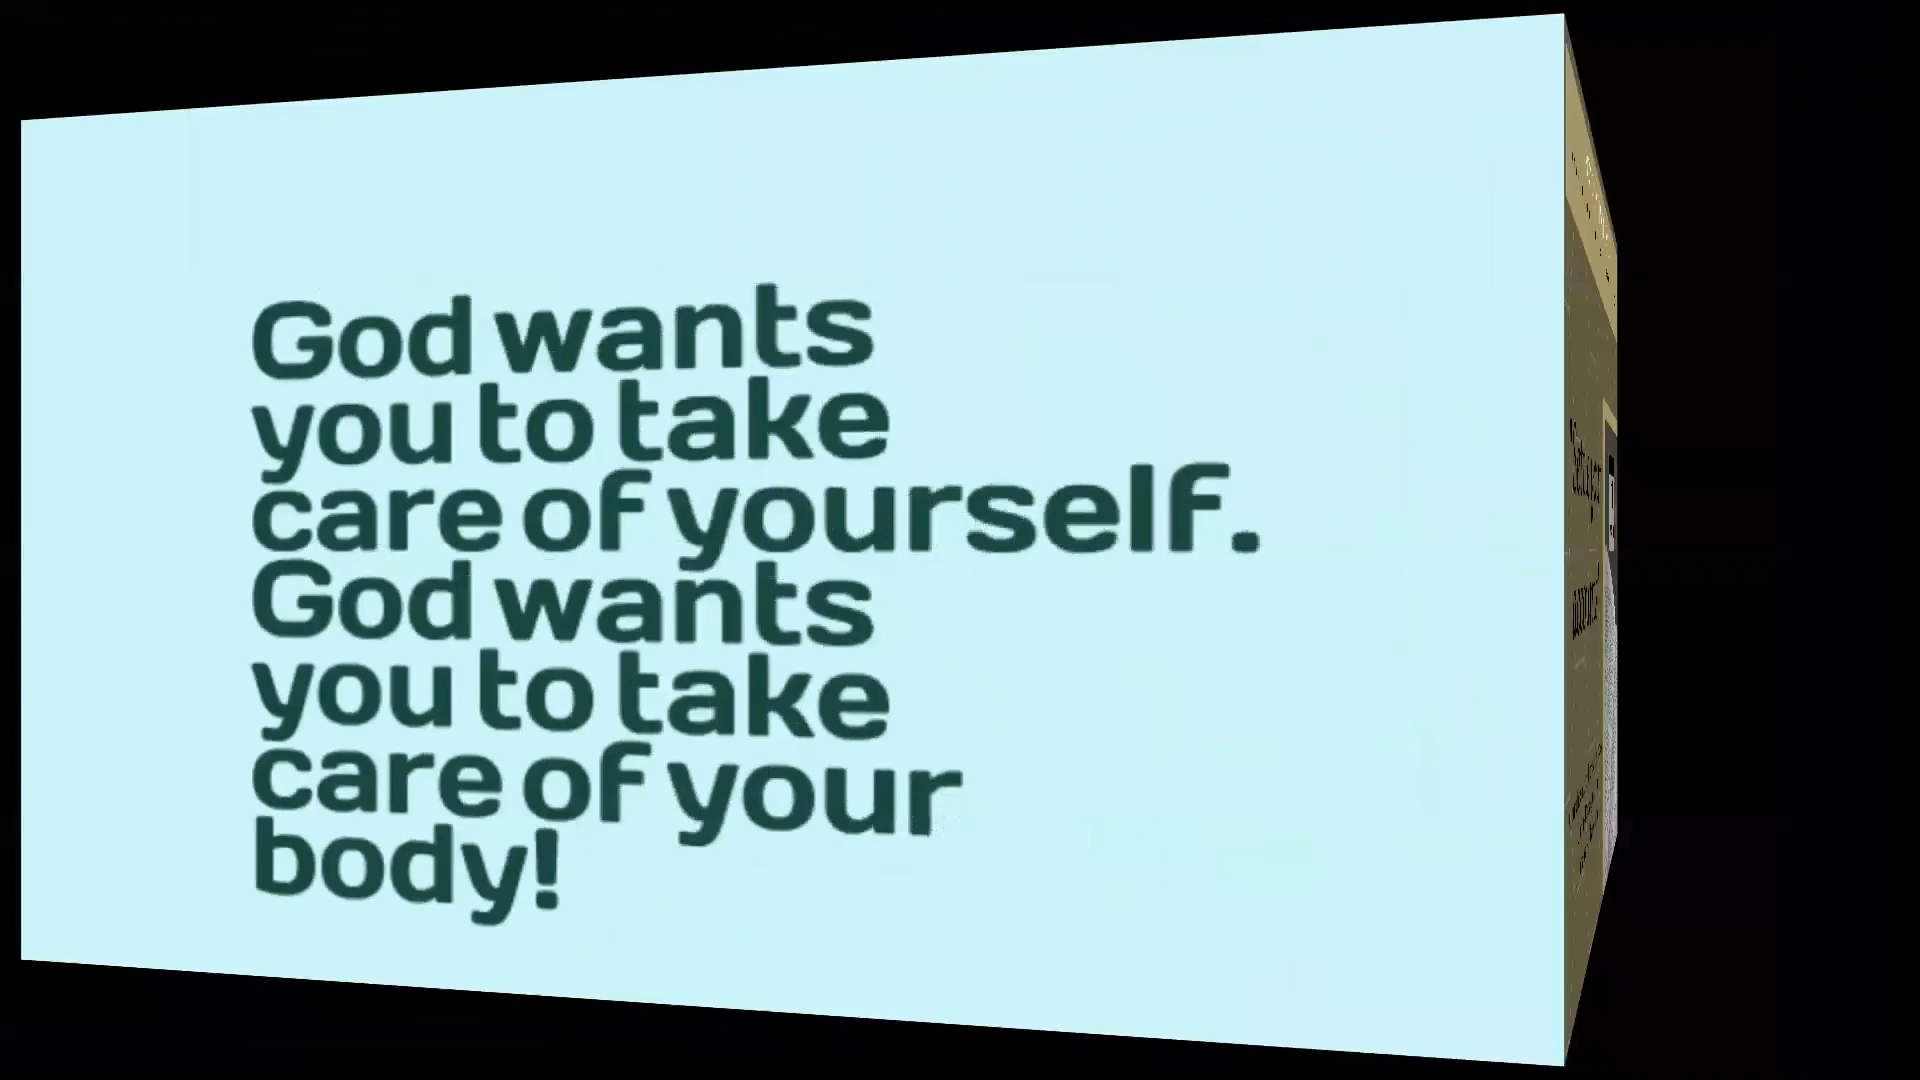 God wants
you to take
care of yourself.
God wants
you to take
care of your
body!